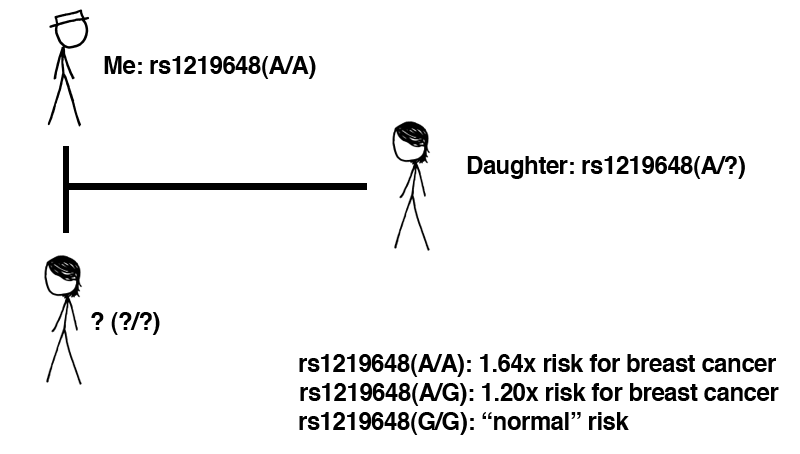 Me: rs1219648(A/A)
Daughter: rs1219648(A/?)
? (?/?)
rs1219648(A/A): 1.64x risk for breast cancer
rs1219648(A/G): 1.20x risk for breast cancer
rs1219648(G/G): “normal” risk